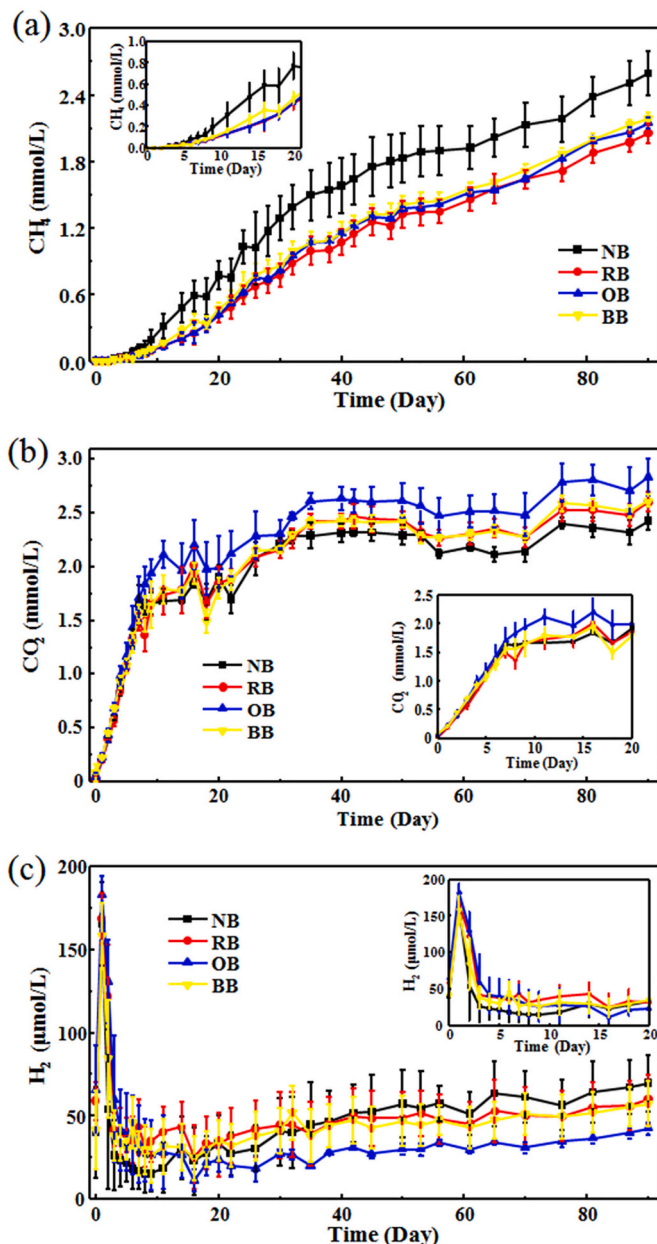 (a)
3.0
2.4
1.8
1.2
0.6
0.0
CH₄ (mmol/L)
0 20 40 60 80
Time (Day)
NB
RB
OB
BB
1.0
0.8
0.6
0.4
0.2
0.0
CH₄ (mmol/L)
0 5 10 15 20
Time (Day)
(b)
3.0
2.5
2.0
1.5
1.0
0.5
0
CO₂ (mmol/L)
0 20 40 60 80
Time (Day)
NB
RB
OB
BB
2.5
2.0
1.5
1.0
0.5
0
CO₂ (mmol/L)
0 5 10 15 20
Time (Day)
(c)
200
150
100
50
0
H₂ (μmol/L)
0 20 40 60 80
Time (Day)
NB
RB
OB
BB
200
150
100
50
0
H₂ (μmol/L)
0 5 10 15 20
Time (Day)